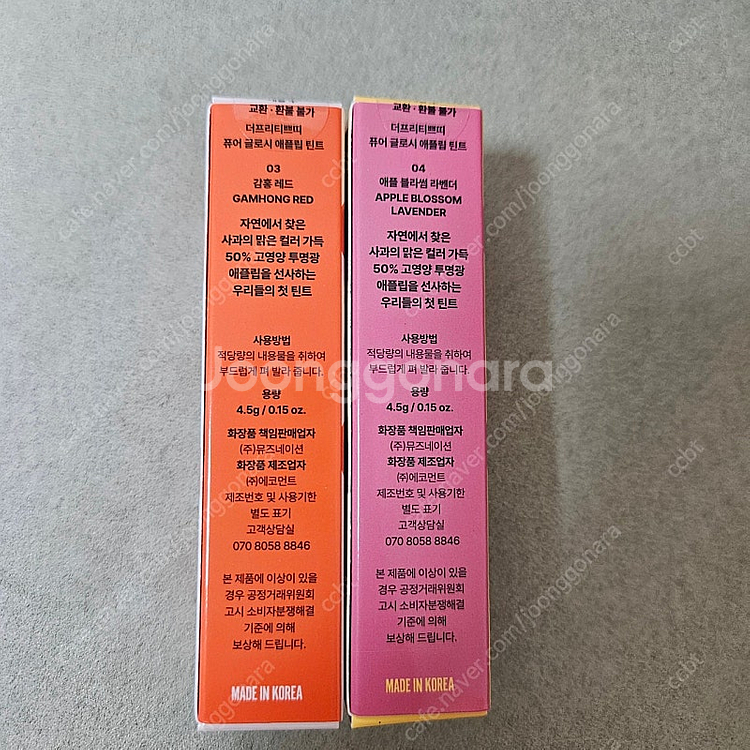 교환 · 환불 불가
더프리티쁘띠
퓨어 글로시 애플립 틴트
03
감홍 레드
GAMHONG RED
자연에서 찾은
사과의 맑은 컬러 가득
50% 고영양 투명광
애플립을 선사하는
우리들의 첫 틴트
사용방법
적당량의 내용물을 취하여
부드럽게 펴 발라 줍니다.
용량
4.5g / 0.15 oz.
화장품 책임판매업자
(주)뮤즈네이션
화장품 제조업자
(주)에코먼트
제조번호 및 사용기한
별도 표기
고객상담실
070 8058 8846
본 제품에 이상이 있을
경우 공정거래위원회
고시 소비자분쟁해결
기준에 의해
보상해 드립니다.
MADE IN KOREA
교환 · 환불 불가
더프리티쁘띠
퓨어 글로시 애플립 틴트
04
애플 블라썸 라벤더
APPLE BLOSSOM
LAVENDER
자연에서 찾은
사과의 맑은 컬러 가득
50% 고영양 투명광
애플립을 선사하는
우리들의 첫 틴트
사용방법
적당량의 내용물을 취하여
부드럽게 펴 발라 줍니다.
용량
4.5g / 0.15 oz.
화장품 책임판매업자
(주)뮤즈네이션
화장품 제조업자
(주)에코먼트
제조번호 및 사용기한
별도 표기
고객상담실
070 8058 8846
본 제품에 이상이 있을
경우 공정거래위원회
고시 소비자분쟁해결
기준에 의해
보상해 드립니다.
MADE IN KOREA
Joonggonara
cafe.naver.com/joonggonara
ccbt